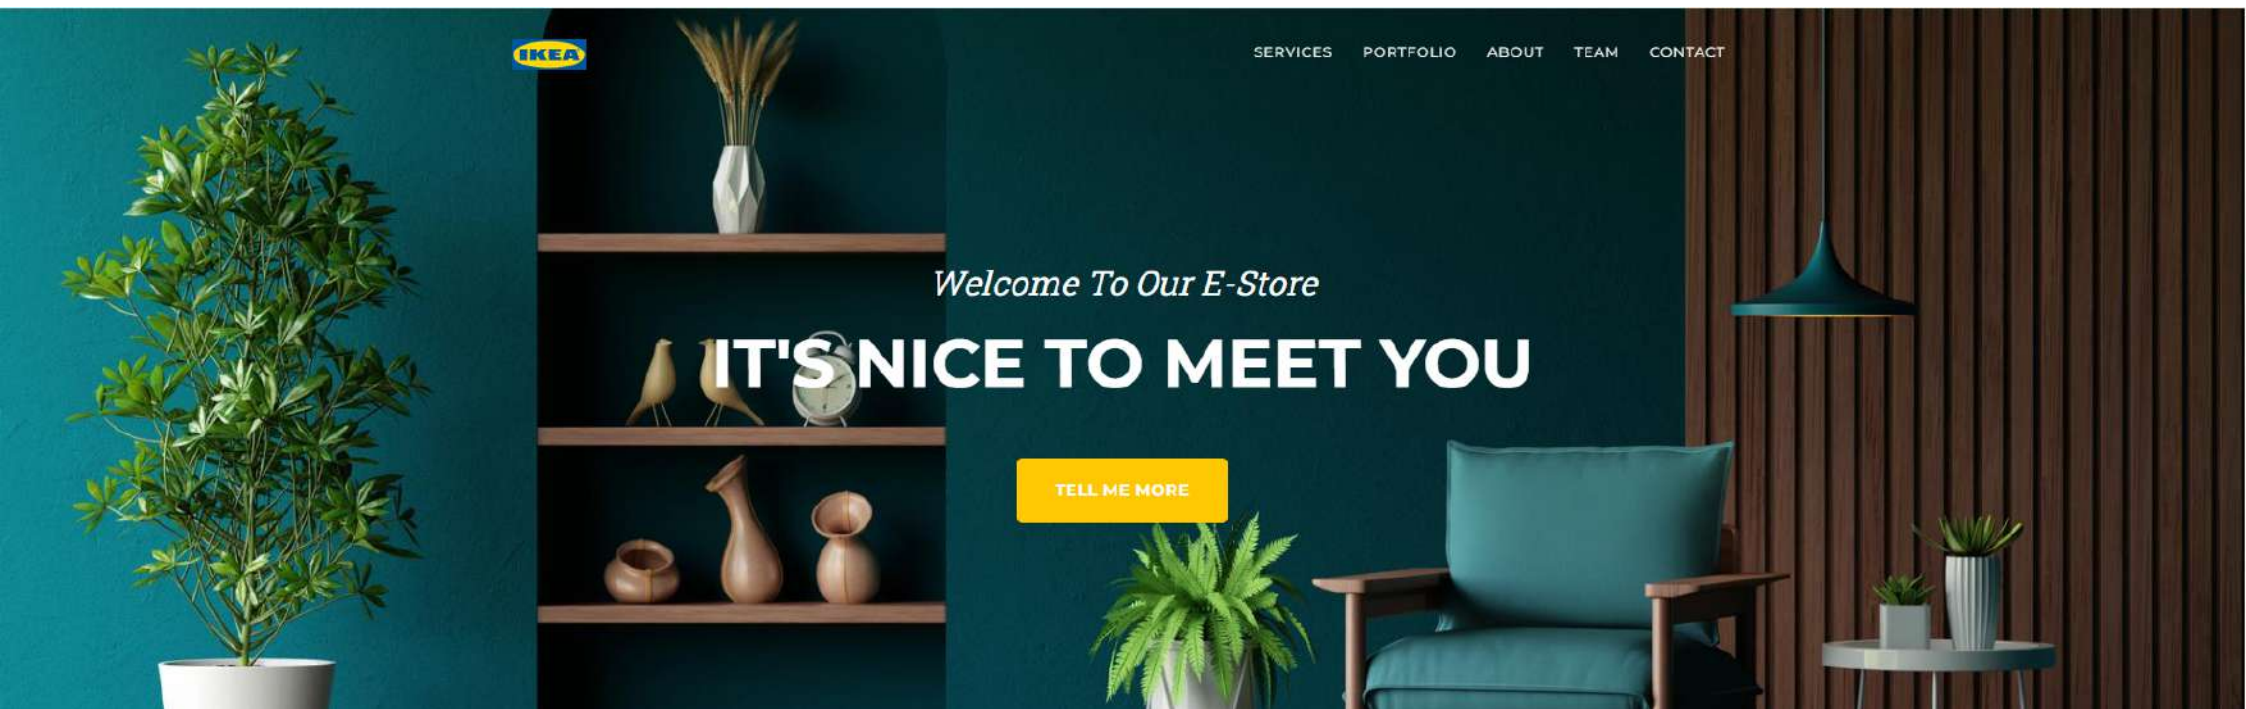 IKEA
SERVICES PORTFOLIO ABOUT TEAM CONTACT
Welcome To Our E-Store
IT'S NICE TO MEET YOU
TELL ME MORE